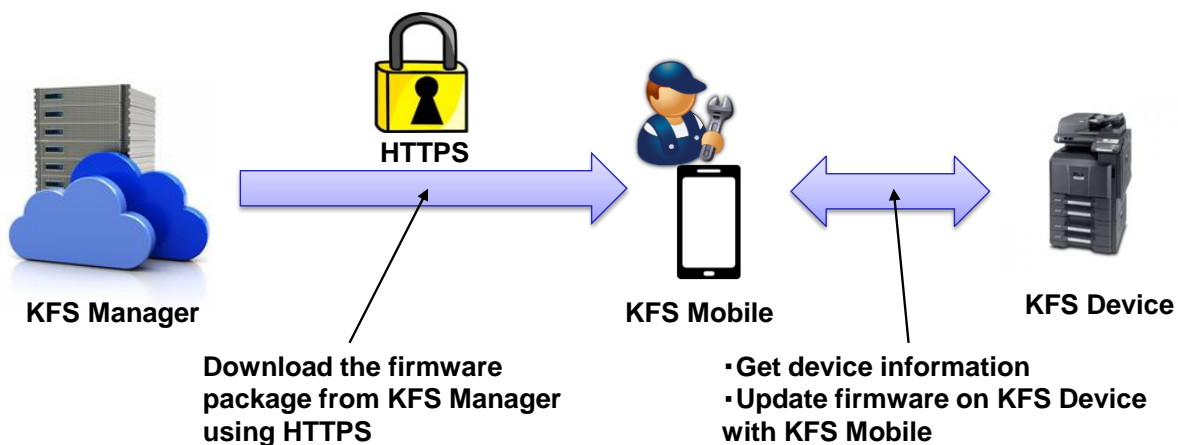 HTTPS
KFS Manager
KFS Mobile
KFS Device
Download the firmware
package from KFS Manager
using HTTPS
・Get device information
・Update firmware on KFS Device
with KFS Mobile